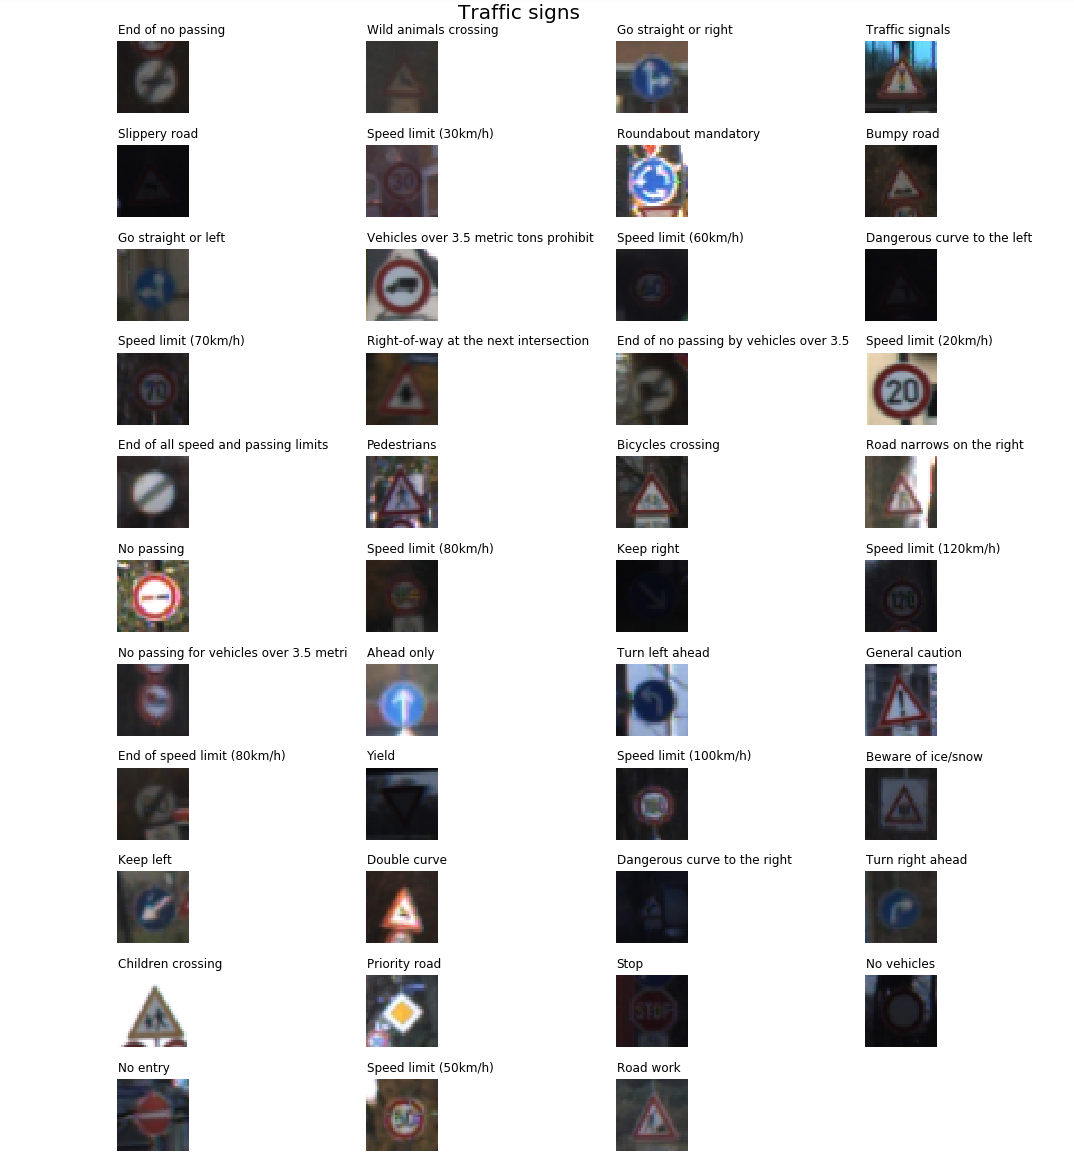 Traffic signs
End of no passing
Wild animals crossing
Go straight or right
Traffic signals
Slippery road
Speed limit (30km/h)
Roundabout mandatory
Bumpy road
30
Go straight or left
Vehicles over 3.5 metric tons prohibit
Speed limit (60km/h)
Dangerous curve to the left
Speed limit (70km/h)
Right-of-way at the next intersection
End of no passing by vehicles over 3.5
Speed limit (20km/h)
70
20
End of all speed and passing limits
Pedestrians
Bicycles crossing
Road narrows on the right
No passing
Speed limit (80km/h)
Keep right
Speed limit (120km/h)
120
No passing for vehicles over 3.5 metri
Ahead only
Turn left ahead
General caution
End of speed limit (80km/h)
Yield
Speed limit (100km/h)
Beware of ice/snow
Keep left
Double curve
Dangerous curve to the right
Turn right ahead
Children crossing
Priority road
Stop
No vehicles
STOP
No entry
Speed limit (50km/h)
Road work
50